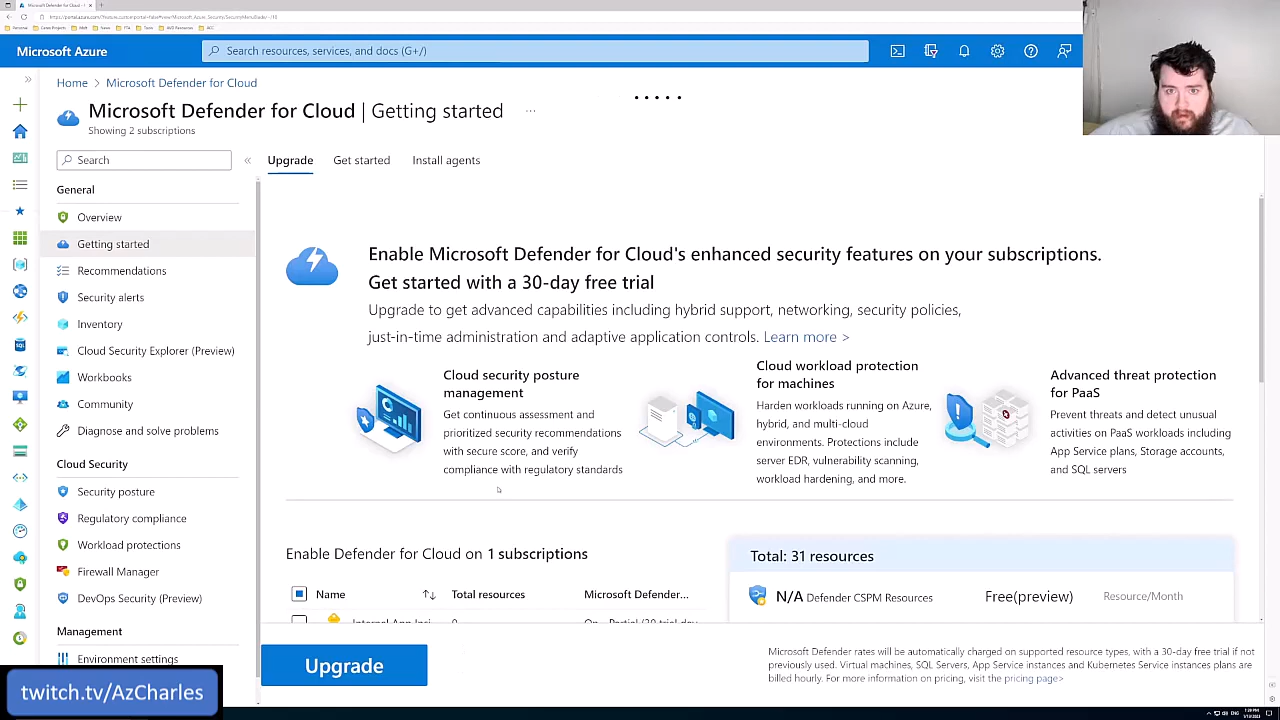 Microsoft Defender for Cloud -
Microsoft Azure
Search resources, services, and docs (G+/)
Home > Microsoft Defender for Cloud
Microsoft Defender for Cloud | Getting started
...
Showing 2 subscriptions
Search
«
Upgrade
Get started
Install agents
General
Overview
Getting started
Recommendations
Security alerts
Inventory
Cloud Security Explorer (Preview)
Workbooks
Community
Diagnose and solve problems
Cloud Security
Security posture
Regulatory compliance
Workload protections
Firewall Manager
DevOps Security (Preview)
Management
Environment settings
Enable Microsoft Defender for Cloud's enhanced security features on your subscriptions.
Get started with a 30-day free trial
Upgrade to get advanced capabilities including hybrid support, networking, security policies,
just-in-time administration and adaptive application controls. Learn more >
Cloud security posture
management
Get continuous assessment and
prioritized security recommendations
with secure score, and verify
compliance with regulatory standards
Cloud workload protection
for machines
Harden workloads running on Azure,
hybrid, and multi-cloud
environments. Protections include
server EDR, vulnerability scanning,
workload hardening, and more.
Advanced threat protection
for PaaS
Prevent threats and detect unusual
activities on PaaS workloads including
App Service plans, Storage accounts,
and SQL servers
Enable Defender for Cloud on 1 subscriptions
Name
Total resources
Microsoft Defender...
Total: 31 resources
N/A Defender CSPM Resources
Free(preview)
Resource/Month
Upgrade
Microsoft Defender rates will be automatically charged on supported resource types, with a 30-day free trial if not
previously used. Virtual machines, SQL Servers, App Service instances and Kubernetes Service instances plans are
billed hourly. For more information on pricing, visit the pricing page>
twitch.tv/AzCharles